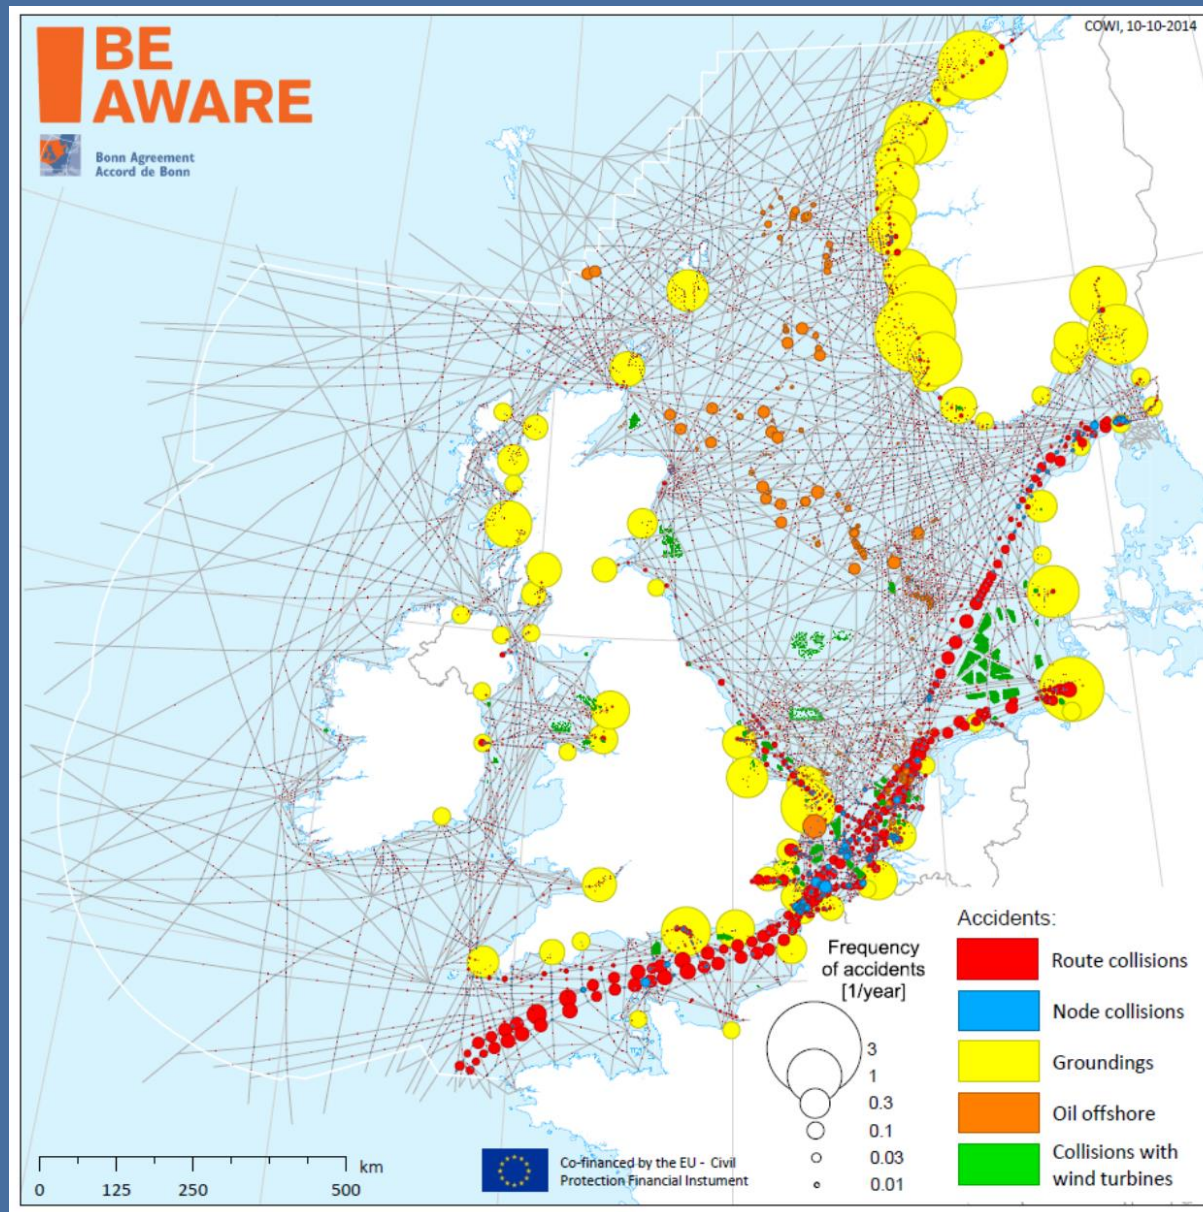 COWI, 10-10-2014
BE
AWARE
Bonn Agreement
Accord de Bonn
Frequency
of accidents
[1/year]
3
1
0.3
0.1
0.03
0.01
Accidents:
Route collisions
Node collisions
Groundings
Oil offshore
Collisions with
wind turbines
km
0 125 250 500
Co-financed by the EU - Civil
Protection Financial Instument